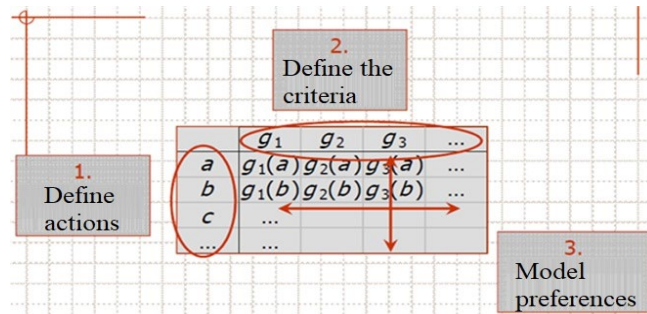 2.
Define the
criteria
g1 g2 g3 ...
1.
Define
actions
a g1(a) g2(a) g3(a) ...
b g1(b) g2(b) g3(b) ...
c ...
... ...
3.
Model
preferences